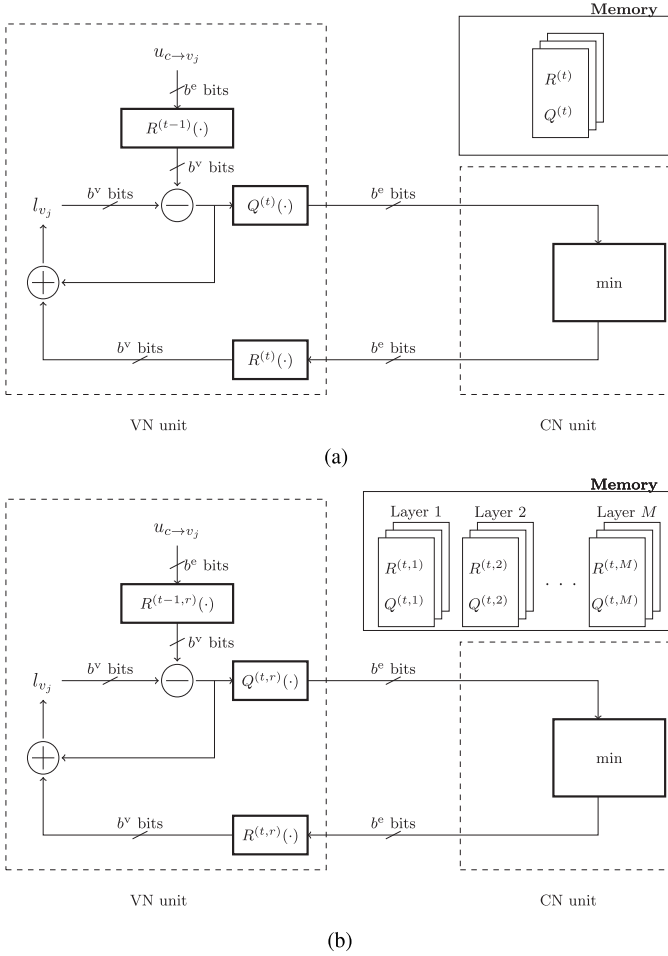 Memory
u_{c→v_j}
b^e bits
R^{(t−1)}(·)
R^{(t)}
Q^{(t)}
b^v bits
l_{v_j}
b^v bits
Q^{(t)}(·)
b^e bits
min
b^v bits
R^{(t)}(·)
b^e bits
VN unit
CN unit
(a)
Memory
Layer 1 Layer 2 Layer M
u_{c→v_j}
b^e bits
R^{(t,1)} R^{(t,2)} R^{(t,M)}
. . .
Q^{(t,1)} Q^{(t,2)} Q^{(t,M)}
R^{(t−1,r)}(·)
b^v bits
l_{v_j}
b^v bits
Q^{(t,r)}(·)
b^e bits
min
b^v bits
R^{(t,r)}(·)
b^e bits
VN unit
CN unit
(b)